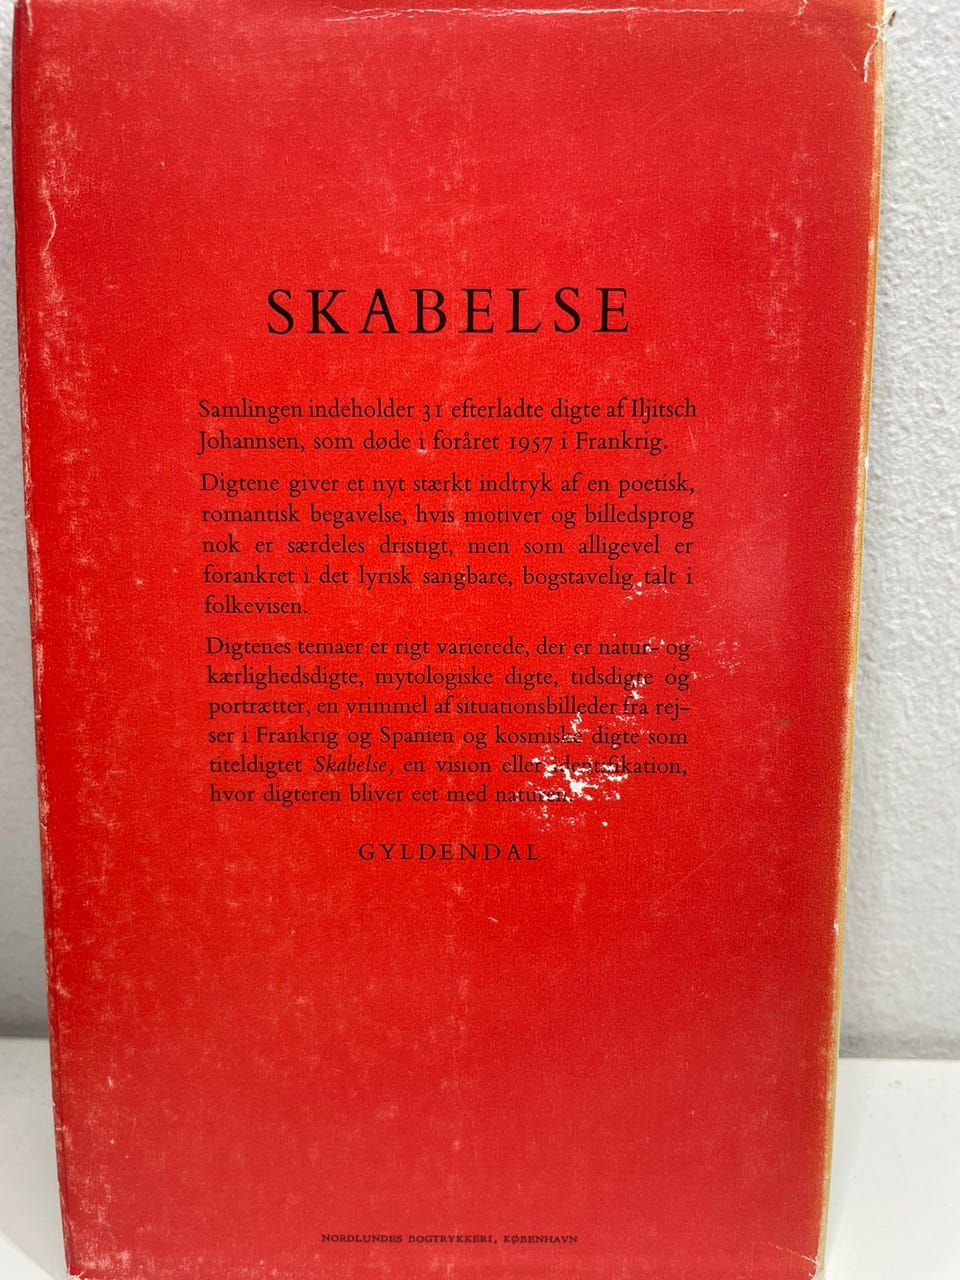 SKABELSE
Samlingen indeholder 31 efterladte digte af Iljitsch
Johannsen, som døde i foråret 1957 i Frankrig.
Digtene giver et nyt stærkt indtryk af en poetisk,
romantisk begavelse, hvis motiver og billedsprog
nok er særdeles dristigt, men som alligevel er
forankret i det lyrisk sangbare, bogstavelig talt i
folkevisen.
Digtenes temaer er rigt varierede, der er natur- og
kærlighedsdigte, mytologiske digte, tidsdigte og
portrætter, en vrimmel af situationsbilleder fra rej-
ser i Frankrig og Spanien og kosmiske digte som
titeldigtet Skabelse, en vision eller identifikation,
hvor digteren bliver eet med naturen.
GYLDENDAL
NORDLUNDES BOGTRYKKERI, KØBENHAVN